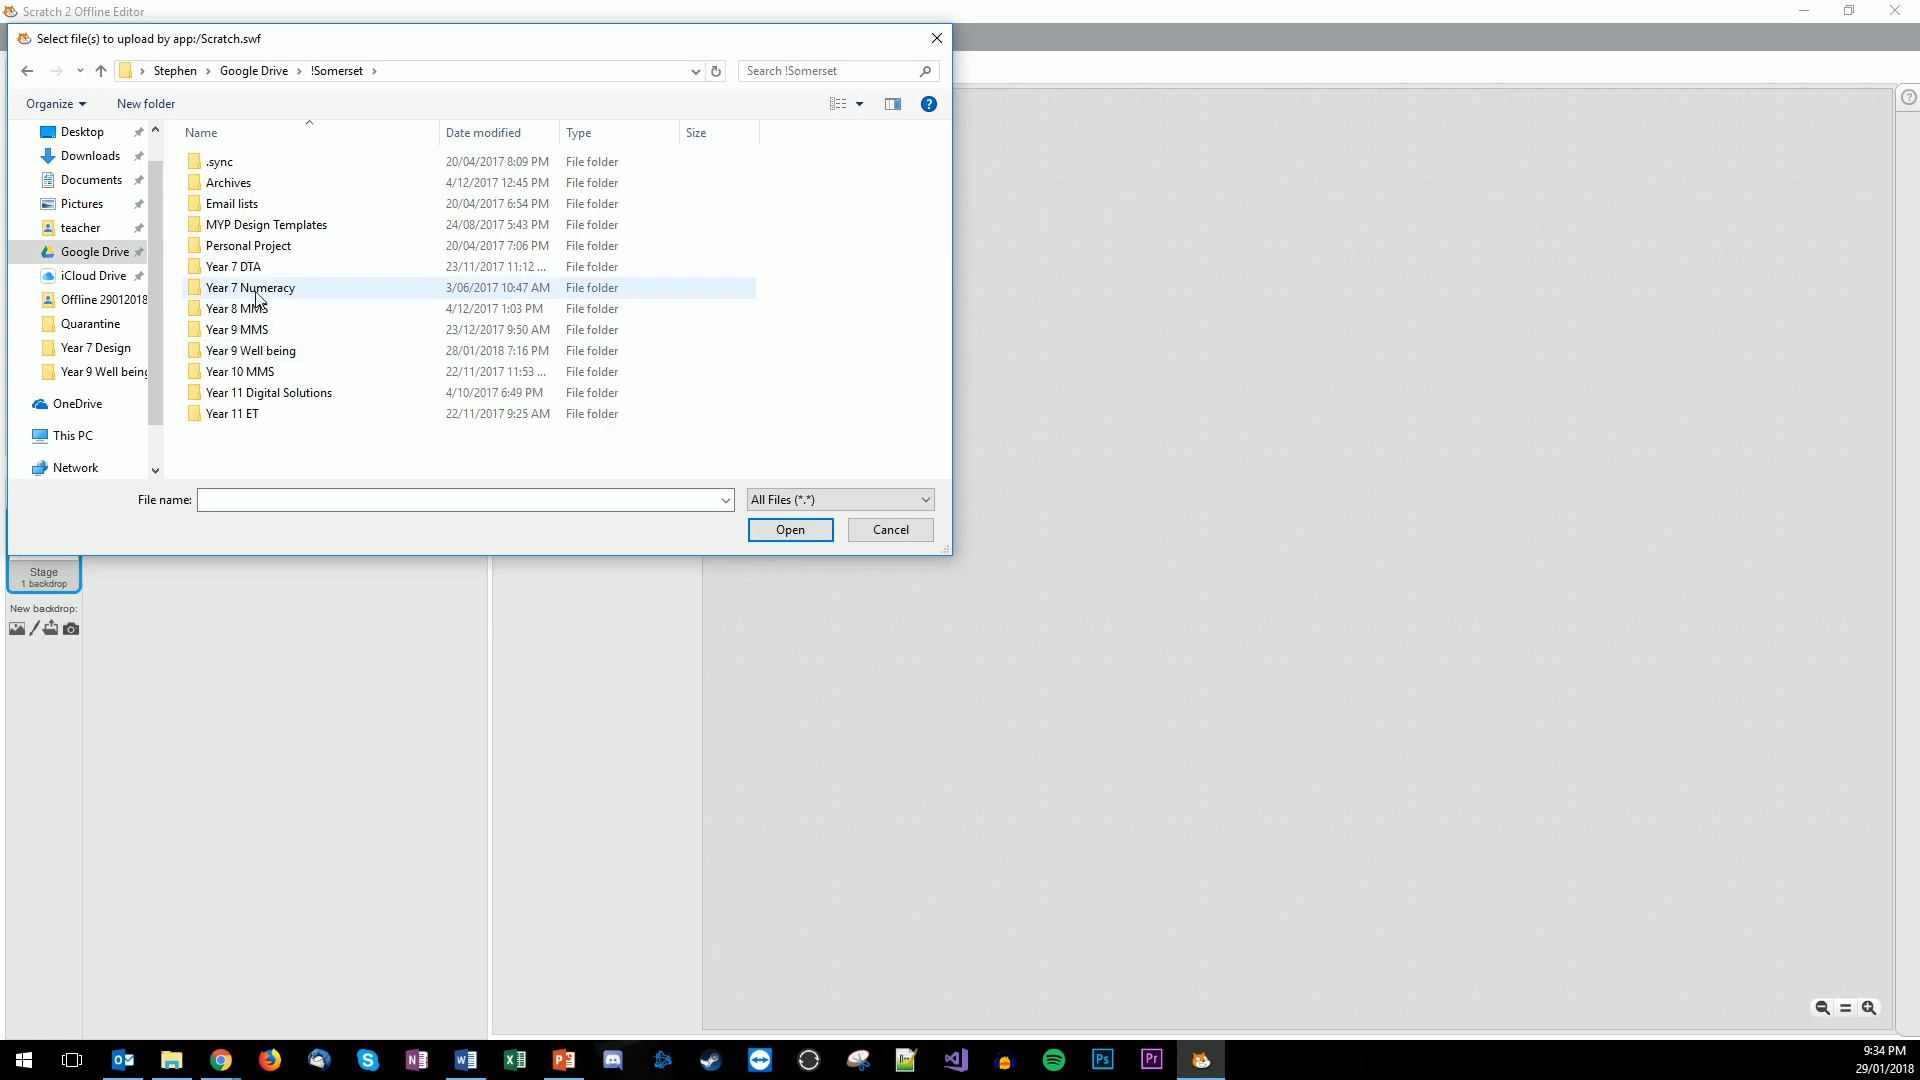 Scratch 2 Offline Editor
Select file(s) to upload by app:/Scratch.swf
Stephen Google Drive !Somerset
Search !Somerset
Organize
New folder
Name Date modified Type Size
Desktop
Downloads
Documents
Pictures
teacher
Google Drive
iCloud Drive
Offline 29012018
Quarantine
Year 7 Design
Year 9 Well being
OneDrive
This PC
Network
.sync 20/04/2017 8:09 PM File folder
Archives 4/12/2017 12:45 PM File folder
Email lists 20/04/2017 6:54 PM File folder
MYP Design Templates 24/08/2017 5:43 PM File folder
Personal Project 20/04/2017 7:06 PM File folder
Year 7 DTA 23/11/2017 11:12 ... File folder
Year 7 Numeracy 3/06/2017 10:47 AM File folder
Year 8 MMS 4/12/2017 1:03 PM File folder
Year 9 MMS 23/12/2017 9:50 AM File folder
Year 9 Well being 28/01/2018 7:16 PM File folder
Year 10 MMS 22/11/2017 11:53 ... File folder
Year 11 Digital Solutions 4/10/2017 6:49 PM File folder
Year 11 ET 22/11/2017 9:25 AM File folder
File name:
All Files (*.*)
Open
Cancel
Stage
1 backdrop
New backdrop:
Ps
Pr
9:34 PM
29/01/2018